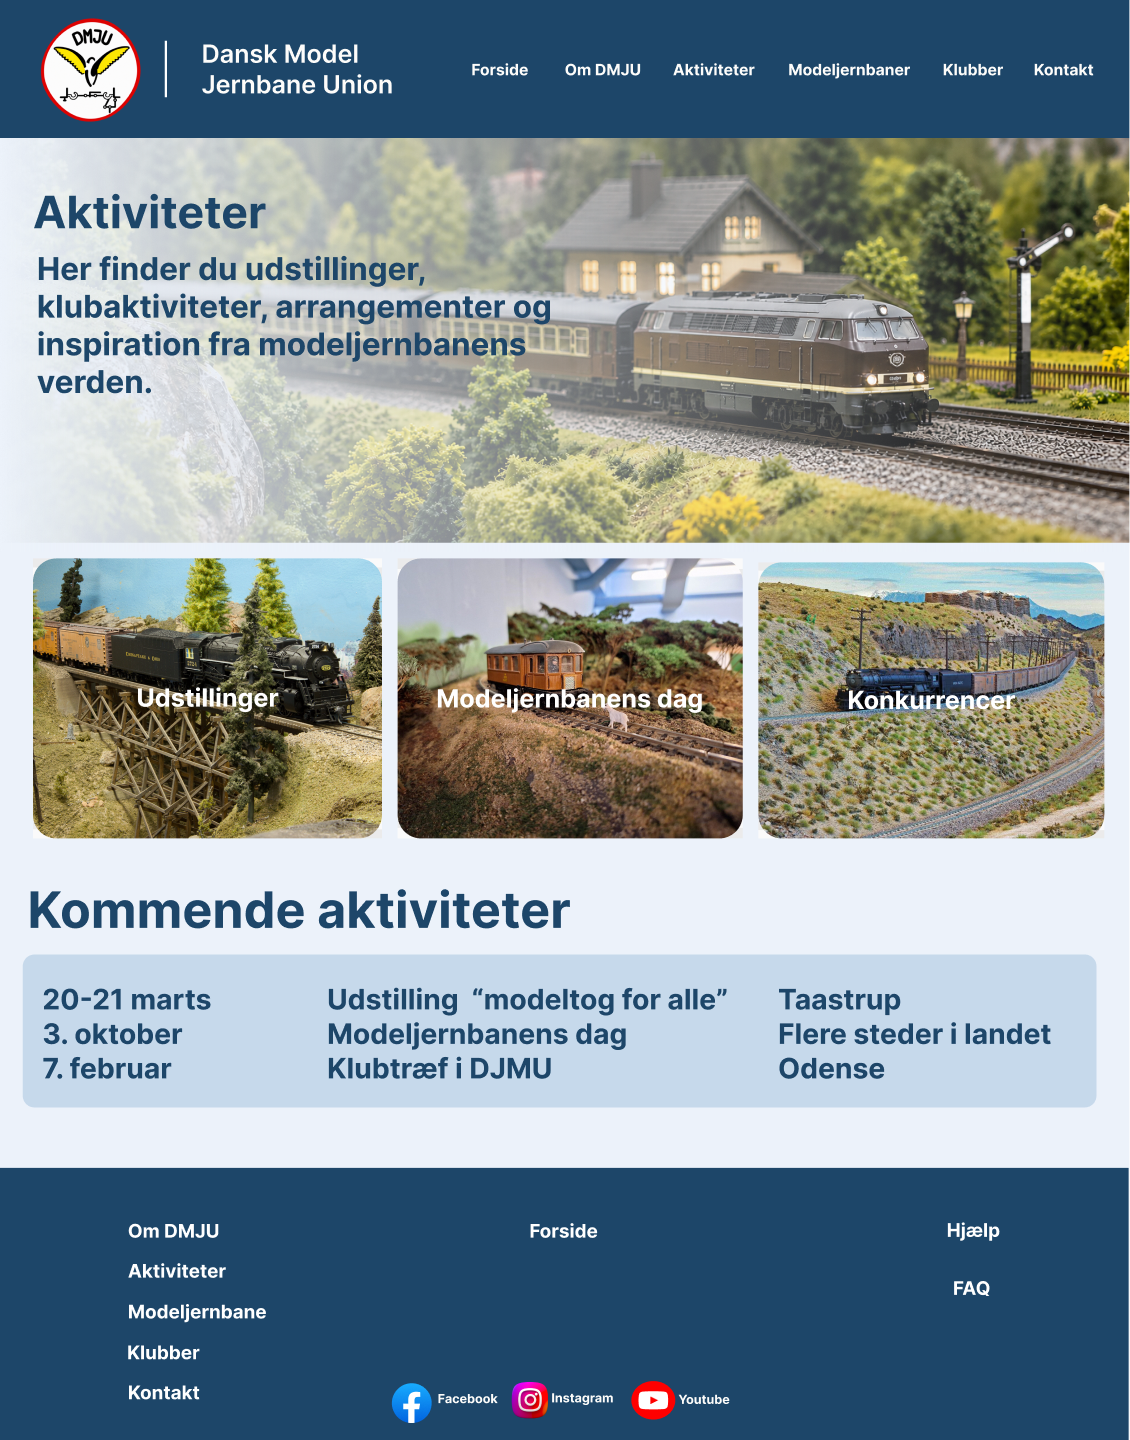 DMJU
Dansk Model
Jernbane Union
Forside
Om DMJU
Aktiviteter
Modeljernbaner
Klubber
Kontakt
Aktiviteter
Her finder du udstillinger,
klubaktiviteter, arrangementer og
inspiration fra modeljernbanens
verden.
Udstillinger
Modeljernbanens dag
Konkurrencer
Kommende aktiviteter
20-21 marts Udstilling “modeltog for alle” Taastrup
3. oktober Modeljernbanens dag Flere steder i landet
7. februar Klubtræf i DJMU Odense
Om DMJU
Aktiviteter
Modeljernbane
Klubber
Kontakt
Forside
Hjælp
FAQ
Facebook
Instagram
Youtube